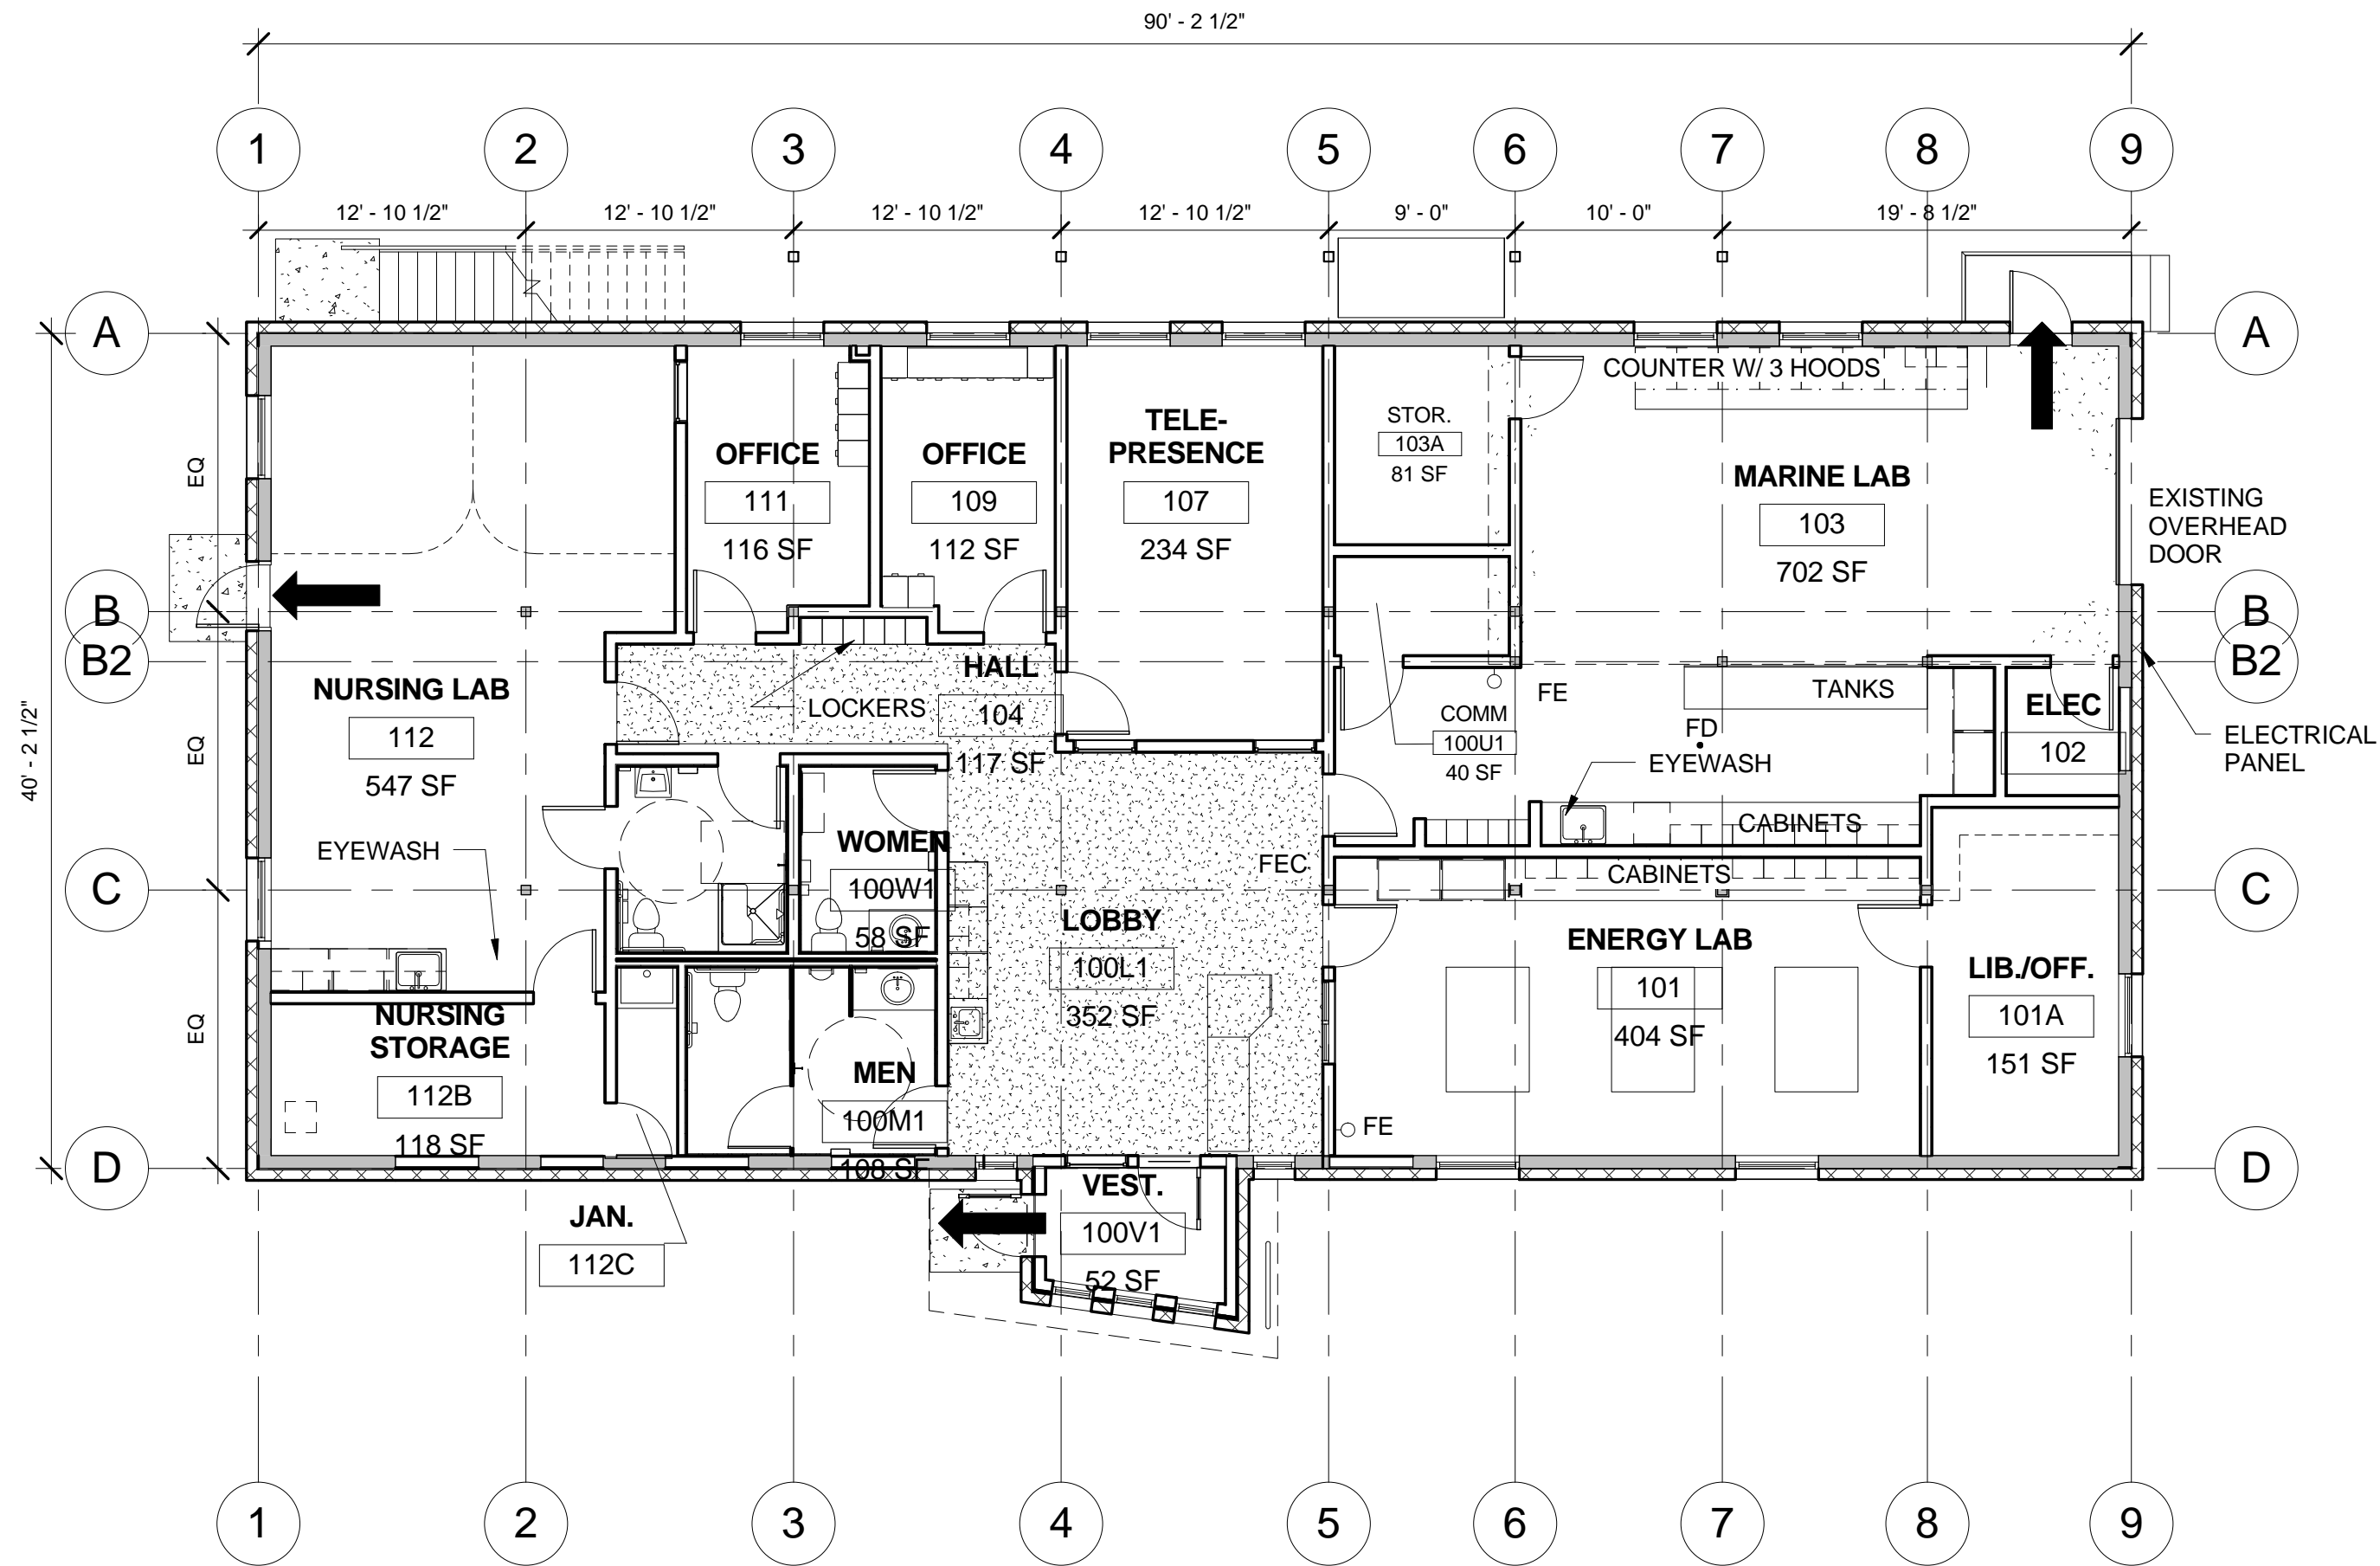 90' - 2 1/2"
1
2
3
4
5
6
7
8
9
12' - 10 1/2"
12' - 10 1/2"
12' - 10 1/2"
12' - 10 1/2"
9' - 0"
10' - 0"
19' - 8 1/2"
A
A
COUNTER W/ 3 HOODS
STOR.
103A
81 SF
TELE-
PRESENCE
107
234 SF
OFFICE
111
116 SF
OFFICE
109
112 SF
MARINE LAB
103
702 SF
EXISTING
OVERHEAD
DOOR
EQ
B
B
B2
B2
HALL
104
117 SF
LOCKERS
NURSING LAB
112
547 SF
FE
TANKS
ELEC
102
COMM
100U1
40 SF
FD
EYEWASH
ELECTRICAL
PANEL
40' - 2 1/2"
EQ
CABINETS
WOMEN
100W1
58 SF
EYEWASH
FEC
CABINETS
C
C
LOBBY
100L1
352 SF
ENERGY LAB
101
404 SF
LIB./OFF.
101A
151 SF
NURSING
STORAGE
112B
118 SF
EQ
MEN
100M1
108 SF
FE
D
D
VEST.
100V1
52 SF
JAN.
112C
1
2
3
4
5
6
7
8
9